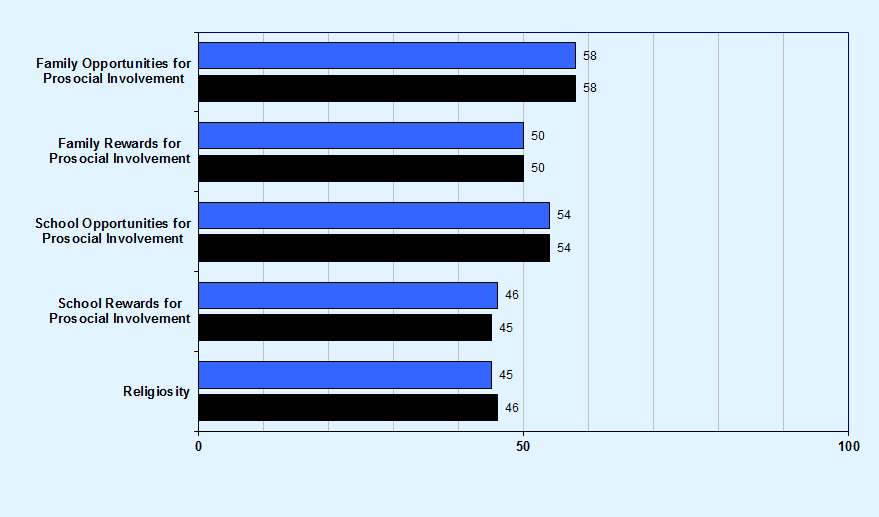 Family Opportunities for
Prosocial Involvement
58
58
Family Rewards for
Prosocial Involvement
50
50
School Opportunities for
Prosocial Involvement
54
54
School Rewards for
Prosocial Involvement
46
45
Religiosity
45
46
0 50 100